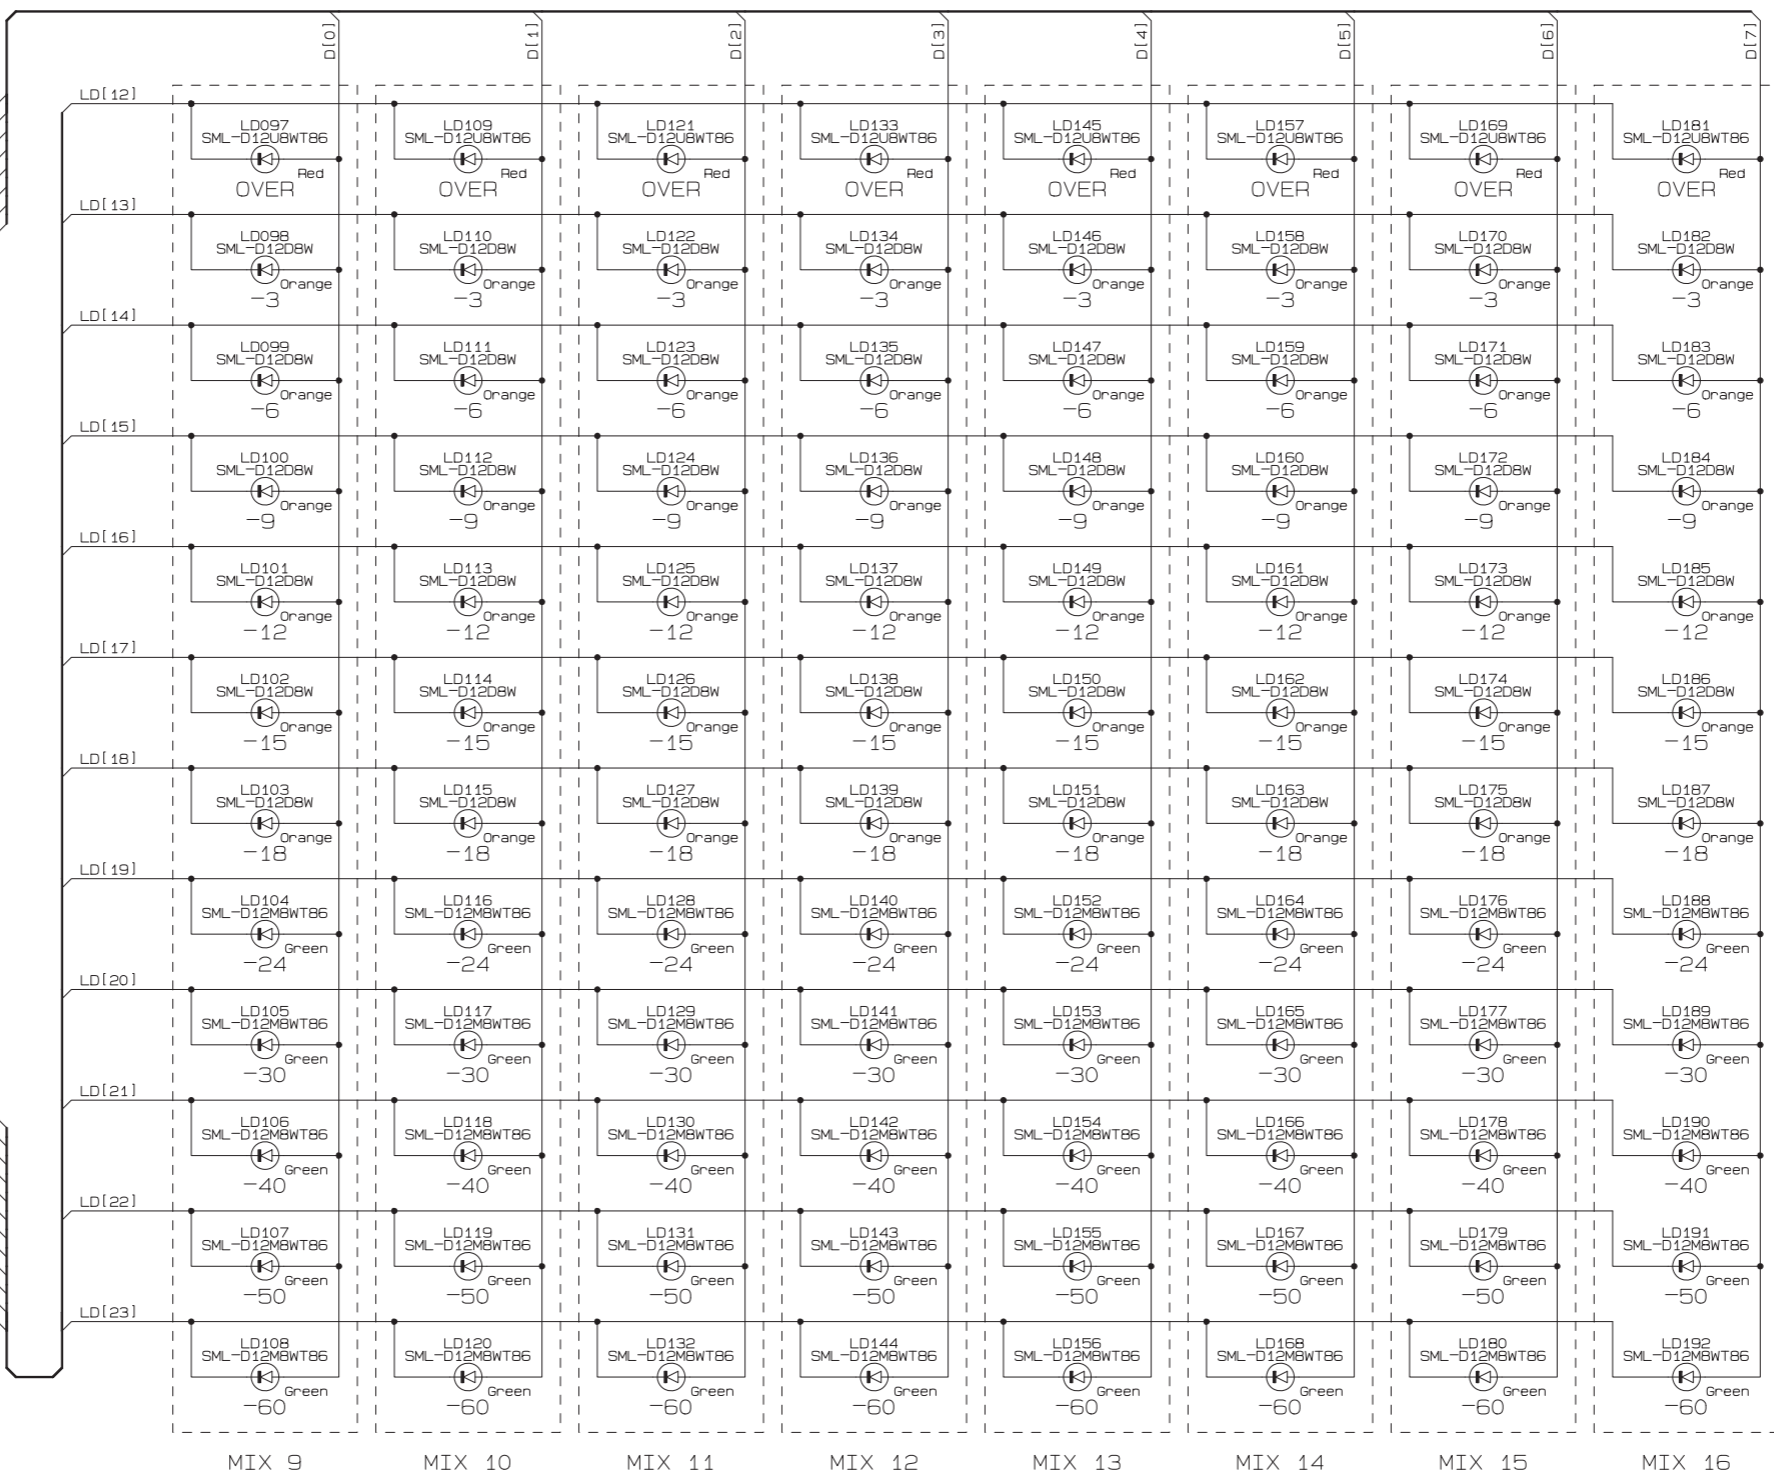 D[0] D[1] D[2] D[3] D[4] D[5] D[6] D[7]
LD[12]
LD097 LD109 LD121 LD133 LD145 LD157 LD169 LD181
SML-D12U8WT86 SML-D12U8WT86 SML-D12U8WT86 SML-D12U8WT86 SML-D12U8WT86 SML-D12U8WT86 SML-D12U8WT86 SML-D12U8WT86
Red Red Red Red Red Red Red Red
OVER OVER OVER OVER OVER OVER OVER OVER
LD[13]
LD098 LD110 LD122 LD134 LD146 LD158 LD170 LD182
SML-D12D8W SML-D12D8W SML-D12D8W SML-D12D8W SML-D12D8W SML-D12D8W SML-D12D8W SML-D12D8W
Orange Orange Orange Orange Orange Orange Orange Orange
-3 -3 -3 -3 -3 -3 -3 -3
LD[14]
LD099 LD111 LD123 LD135 LD147 LD159 LD171 LD183
SML-D12D8W SML-D12D8W SML-D12D8W SML-D12D8W SML-D12D8W SML-D12D8W SML-D12D8W SML-D12D8W
Orange Orange Orange Orange Orange Orange Orange Orange
-6 -6 -6 -6 -6 -6 -6 -6
LD[15]
LD100 LD112 LD124 LD136 LD148 LD160 LD172 LD184
SML-D12D8W SML-D12D8W SML-D12D8W SML-D12D8W SML-D12D8W SML-D12D8W SML-D12D8W SML-D12D8W
Orange Orange Orange Orange Orange Orange Orange Orange
-9 -9 -9 -9 -9 -9 -9 -9
LD[16]
LD101 LD113 LD125 LD137 LD149 LD161 LD173 LD185
SML-D12D8W SML-D12D8W SML-D12D8W SML-D12D8W SML-D12D8W SML-D12D8W SML-D12D8W SML-D12D8W
Orange Orange Orange Orange Orange Orange Orange Orange
-12 -12 -12 -12 -12 -12 -12 -12
LD[17]
LD102 LD114 LD126 LD138 LD150 LD162 LD174 LD186
SML-D12D8W SML-D12D8W SML-D12D8W SML-D12D8W SML-D12D8W SML-D12D8W SML-D12D8W SML-D12D8W
Orange Orange Orange Orange Orange Orange Orange Orange
-15 -15 -15 -15 -15 -15 -15 -15
LD[18]
LD103 LD115 LD127 LD139 LD151 LD163 LD175 LD187
SML-D12D8W SML-D12D8W SML-D12D8W SML-D12D8W SML-D12D8W SML-D12D8W SML-D12D8W SML-D12D8W
Orange Orange Orange Orange Orange Orange Orange Orange
-18 -18 -18 -18 -18 -18 -18 -18
LD[19]
LD104 LD116 LD128 LD140 LD152 LD164 LD176 LD188
SML-D12M8WT86 SML-D12M8WT86 SML-D12M8WT86 SML-D12M8WT86 SML-D12M8WT86 SML-D12M8WT86 SML-D12M8WT86 SML-D12M8WT86
Green Green Green Green Green Green Green Green
-24 -24 -24 -24 -24 -24 -24 -24
LD[20]
LD105 LD117 LD129 LD141 LD153 LD165 LD177 LD189
SML-D12M8WT86 SML-D12M8WT86 SML-D12M8WT86 SML-D12M8WT86 SML-D12M8WT86 SML-D12M8WT86 SML-D12M8WT86 SML-D12M8WT86
Green Green Green Green Green Green Green Green
-30 -30 -30 -30 -30 -30 -30 -30
LD[21]
LD106 LD118 LD130 LD142 LD154 LD166 LD178 LD190
SML-D12M8WT86 SML-D12M8WT86 SML-D12M8WT86 SML-D12M8WT86 SML-D12M8WT86 SML-D12M8WT86 SML-D12M8WT86 SML-D12M8WT86
Green Green Green Green Green Green Green Green
-40 -40 -40 -40 -40 -40 -40 -40
LD[22]
LD107 LD119 LD131 LD143 LD155 LD167 LD179 LD191
SML-D12M8WT86 SML-D12M8WT86 SML-D12M8WT86 SML-D12M8WT86 SML-D12M8WT86 SML-D12M8WT86 SML-D12M8WT86 SML-D12M8WT86
Green Green Green Green Green Green Green Green
-50 -50 -50 -50 -50 -50 -50 -50
LD[23]
LD108 LD120 LD132 LD144 LD156 LD168 LD180 LD192
SML-D12M8WT86 SML-D12M8WT86 SML-D12M8WT86 SML-D12M8WT86 SML-D12M8WT86 SML-D12M8WT86 SML-D12M8WT86 SML-D12M8WT86
Green Green Green Green Green Green Green Green
-60 -60 -60 -60 -60 -60 -60 -60
MIX 9 MIX 10 MIX 11 MIX 12 MIX 13 MIX 14 MIX 15 MIX 16